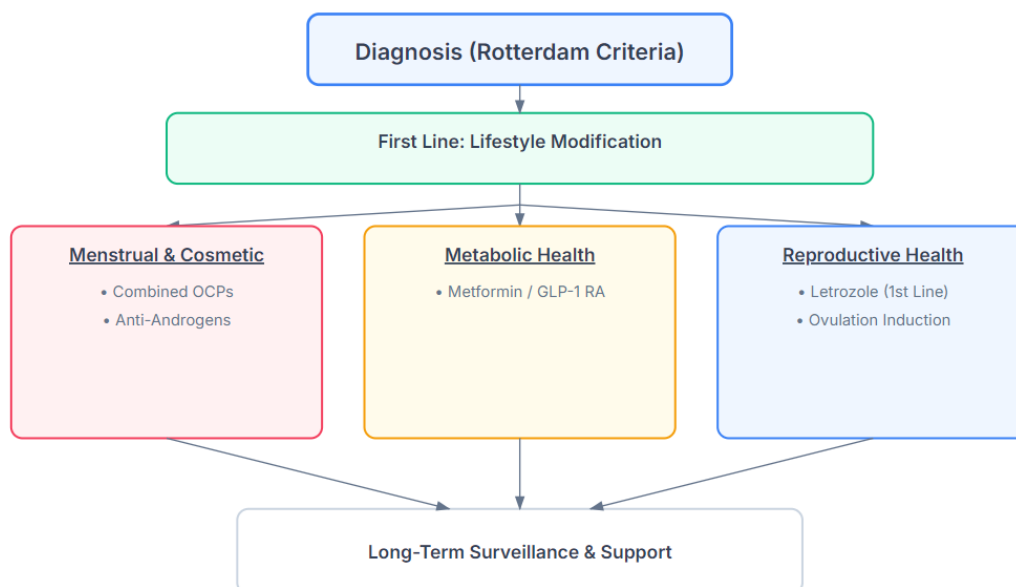 Diagnosis (Rotterdam Criteria)
First Line: Lifestyle Modification
Menstrual & Cosmetic
• Combined OCPs
• Anti-Androgens
Metabolic Health
• Metformin / GLP-1 RA
Reproductive Health
• Letrozole (1st Line)
• Ovulation Induction
Long-Term Surveillance & Support